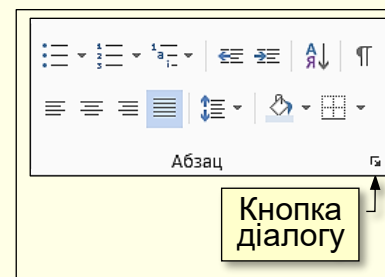 Абзац
Кнопка
діалогу